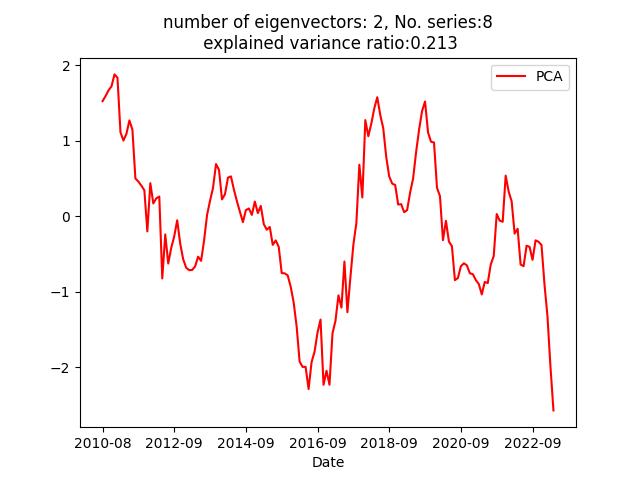 number of eigenvectors: 2, No. series:8
explained variance ratio:0.213
PCA
2
1
0
−1
−2
2010-08 2012-09 2014-09 2016-09 2018-09 2020-09 2022-09
Date